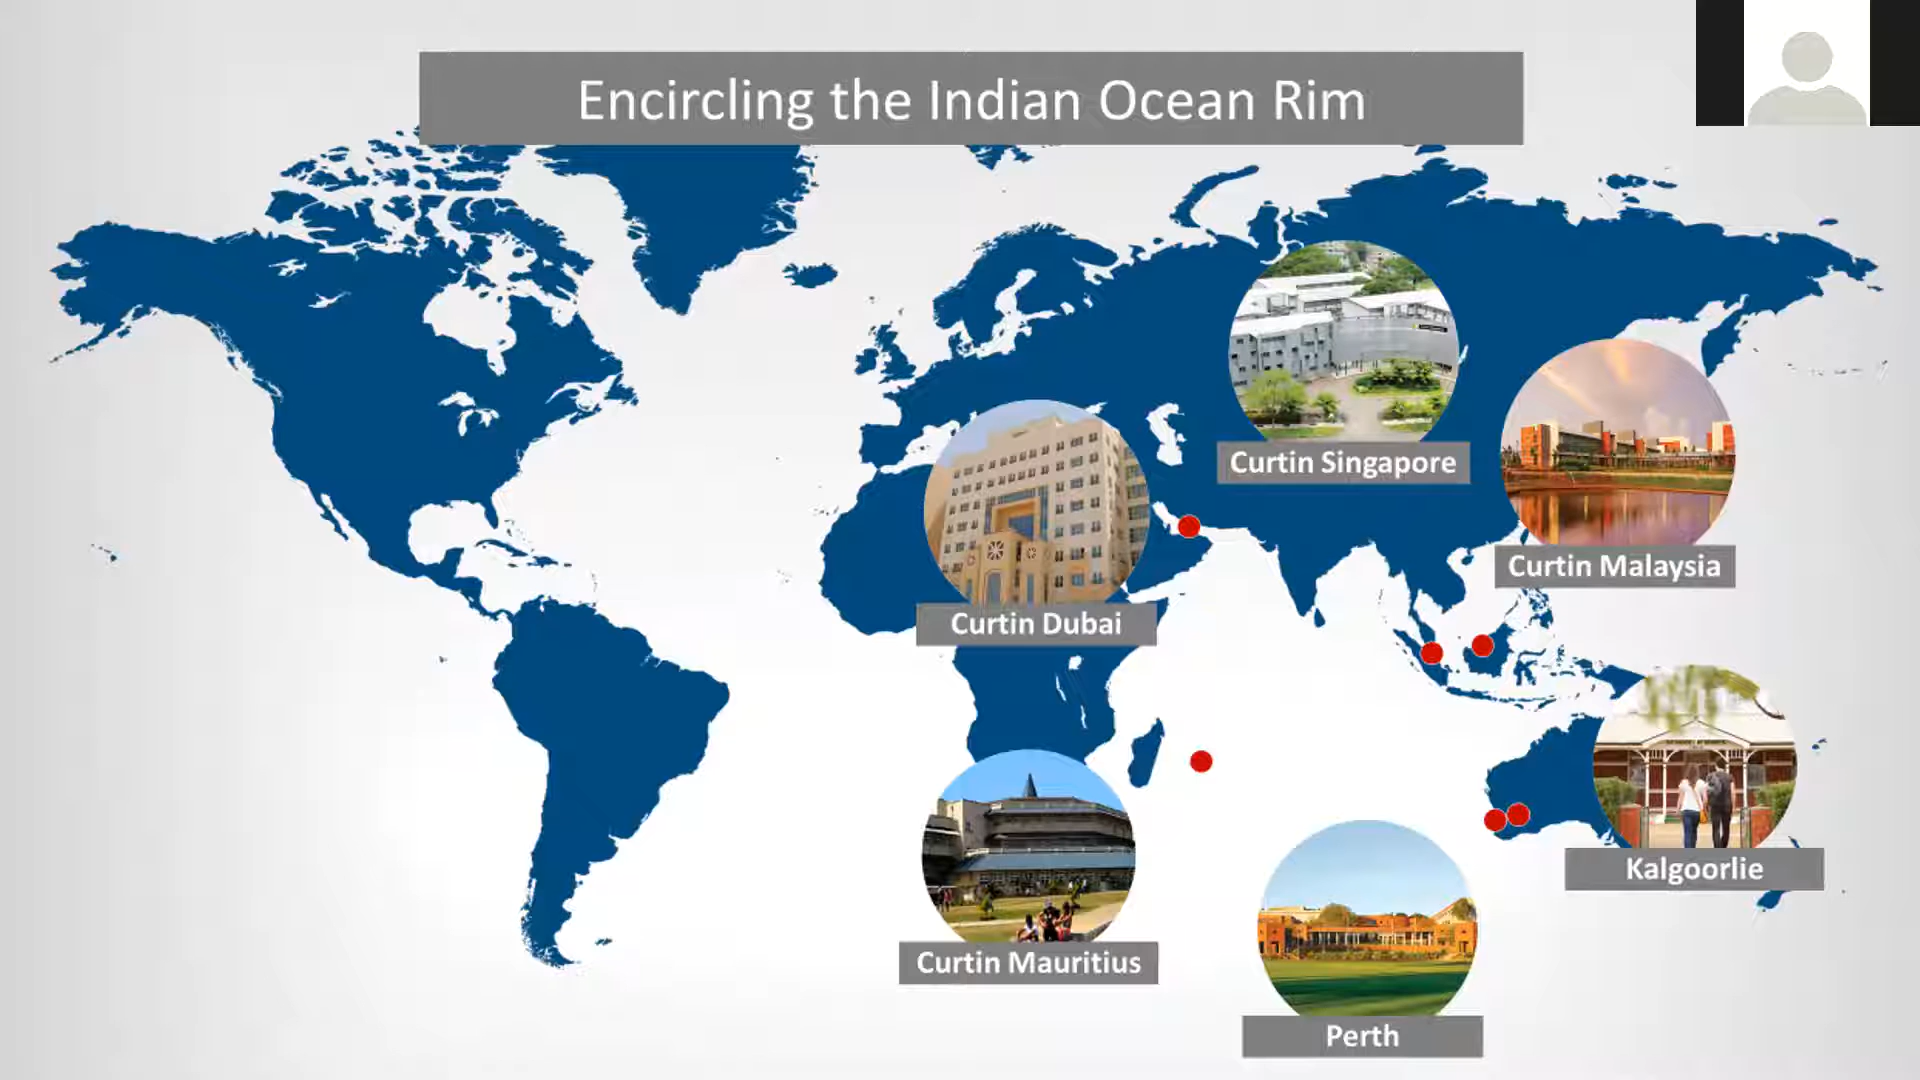 Encircling the Indian Ocean Rim
Curtin Singapore
Curtin Malaysia
Curtin Dubai
Kalgoorlie
Curtin Mauritius
Perth